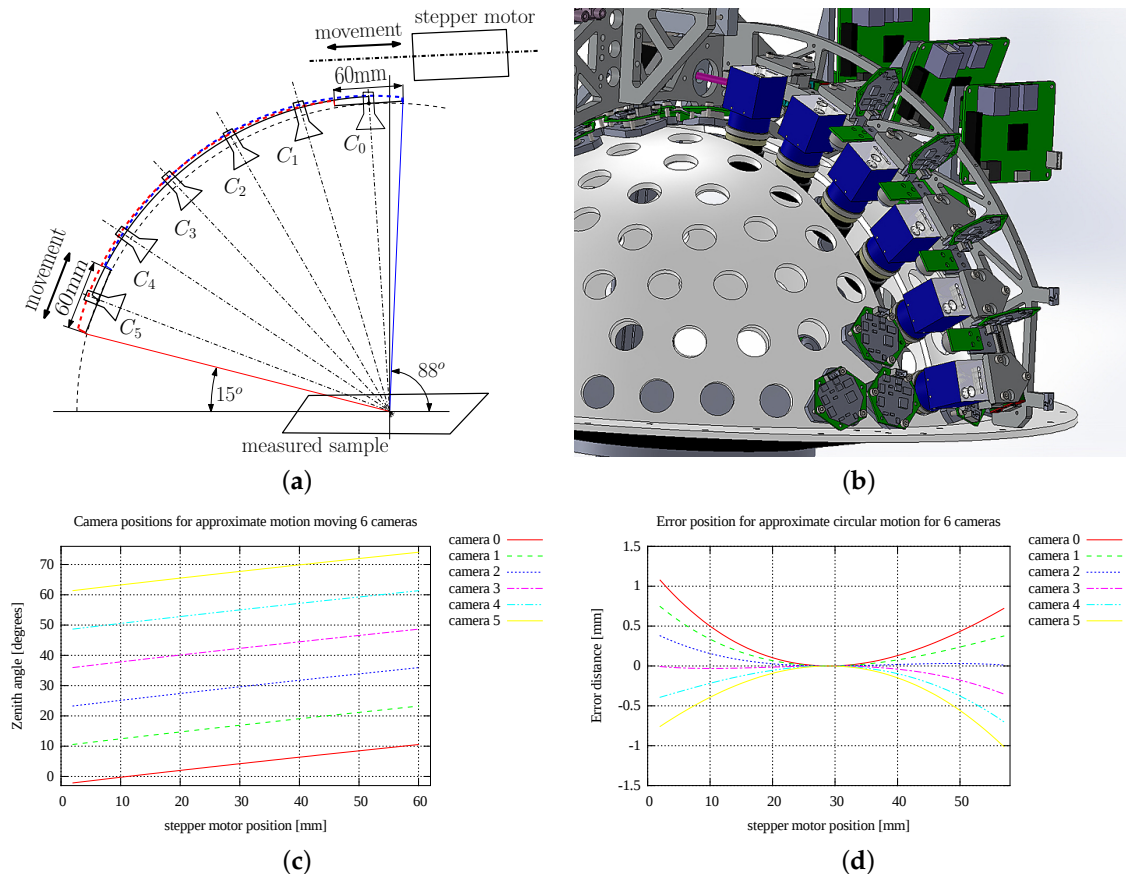 stepper motor
movement
60mm
C0
C1
C2
C3
C4
C5
movement
60mm
15o
88o
measured sample
(a)
(b)
Camera positions for approximate motion moving 6 cameras
camera 0
camera 1
camera 2
camera 3
camera 4
camera 5
70
60
50
40
30
20
10
0
Zenith angle [degrees]
0 10 20 30 40 50 60
stepper motor position [mm]
(c)
Error position for approximate circular motion for 6 cameras
camera 0
camera 1
camera 2
camera 3
camera 4
camera 5
1.5
1
0.5
0
-0.5
-1
-1.5
Error distance [mm]
0 10 20 30 40 50
stepper motor position [mm]
(d)